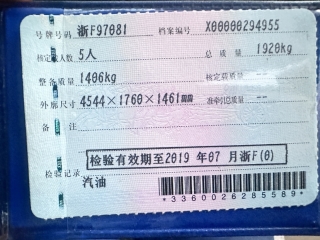 号牌号码 浙F97081 档案编号 X00000294955
核定载人数 5人 总质量 1920kg
整备质量 1406kg 核定载质量 --
外廓尺寸 4544×1760×1461mm 准牵引总质量 --
备注
检验有效期至2019年07月浙F(0)
检验记录
汽油
*3360026285589*